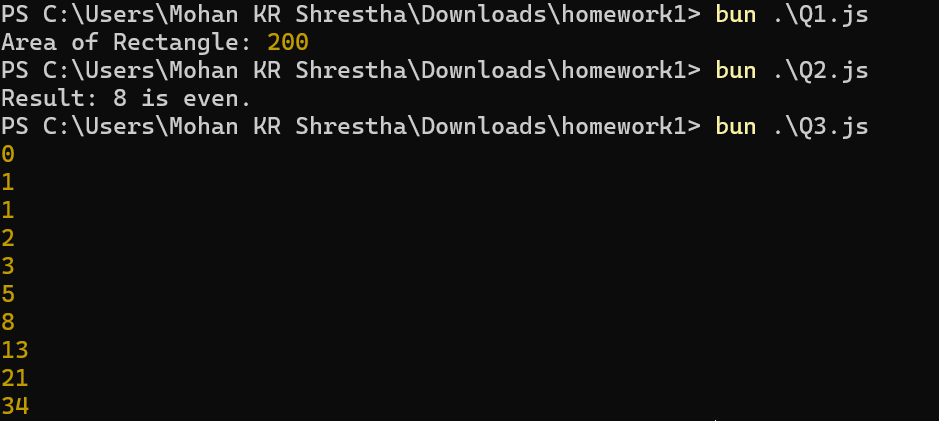 PS C:\Users\Mohan KR Shrestha\Downloads\homework1> bun .\Q1.js
Area of Rectangle: 200
PS C:\Users\Mohan KR Shrestha\Downloads\homework1> bun .\Q2.js
Result: 8 is even.
PS C:\Users\Mohan KR Shrestha\Downloads\homework1> bun .\Q3.js
0
1
1
2
3
5
8
13
21
34